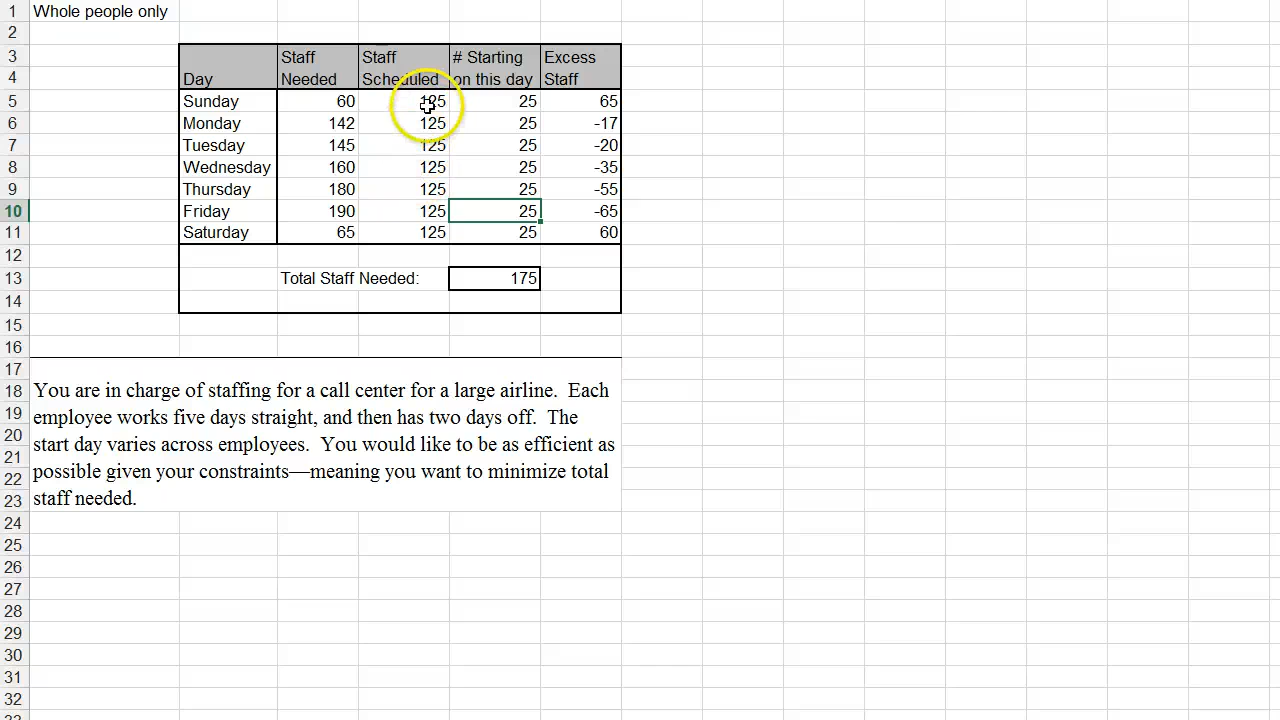 1 Whole people only
2
3 Staff Staff # Starting Excess
4 Day Needed Scheduled on this day Staff
5 Sunday 60 125 25 65
6 Monday 142 125 25 -17
7 Tuesday 145 125 25 -20
8 Wednesday 160 125 25 -35
9 Thursday 180 125 25 -55
10 Friday 190 125 25 -65
11 Saturday 65 125 25 60
12
13 Total Staff Needed: 175
14
15
16
17
18 You are in charge of staffing for a call center for a large airline. Each
19 employee works five days straight, and then has two days off. The
20 start day varies across employees. You would like to be as efficient as
21
22 possible given your constraints—meaning you want to minimize total
23 staff needed.
24
25
26
27
28
29
30
31
32